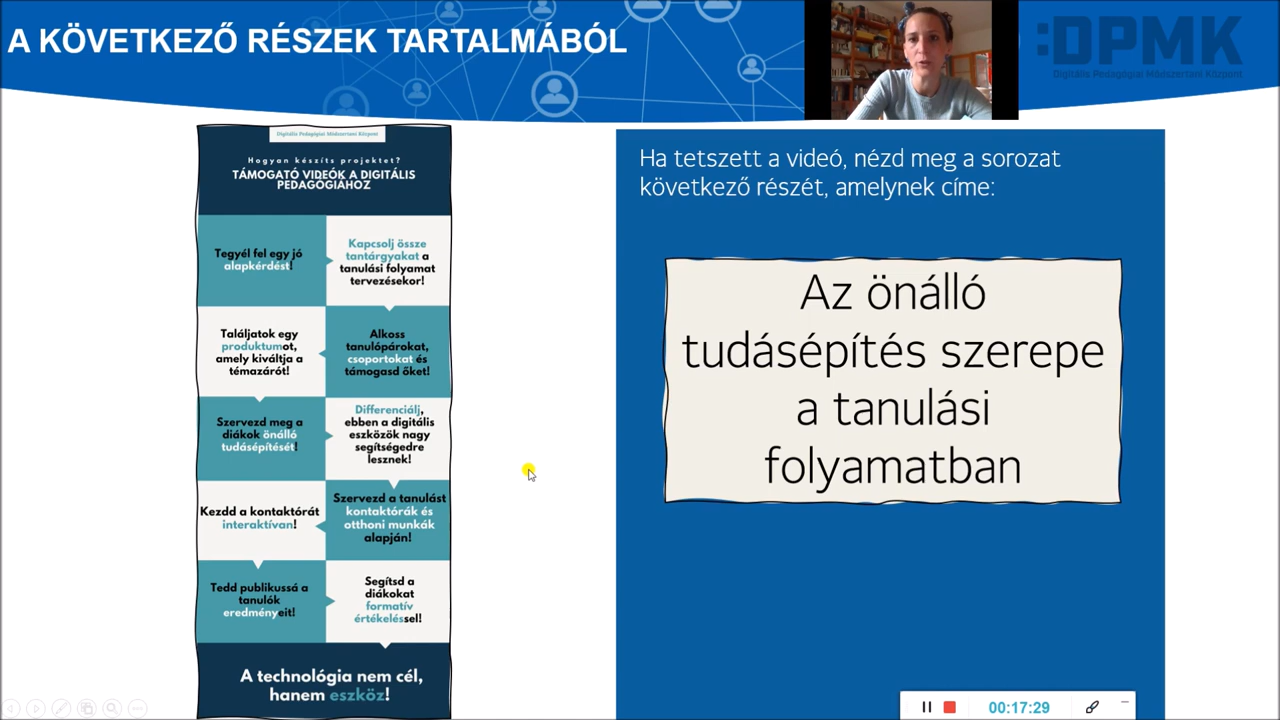 A KÖVETKEZŐ RÉSZEK TARTALMÁBÓL
:DPMK
Digitális Pedagógiai Módszertani Központ
Digitális Pedagógiai Módszertani Központ
Hogyan készíts projektet?
TÁMOGATÓ VIDEÓK A DIGITÁLIS
PEDAGÓGIÁHOZ
Tegyél fel egy jó
alapkérdést!
Kapcsolj össze
tantárgyakat a
tanulási folyamat
tervezésekor!
Találjatok egy
produktumot,
amely kiváltja a
témazárót!
Alkoss
tanulópárokat,
csoportokat és
támogasd őket!
Szervezd meg a
diákok önálló
tudásépítését!
Differenciálj,
ebben a digitális
eszközök nagy
segítségedre
lesznek!
Kezdd a kontaktórát
interaktívan!
Szervezd a tanulást
kontaktórák és
otthoni munkák
alapján!
Tedd publikussá a
tanulók
eredményeit!
Segítsd a
diákokat
formatív
értékeléssel!
A technológia nem cél,
hanem eszköz!
Ha tetszett a videó, nézd meg a sorozat
következő részét, amelynek címe:
Az önálló
tudásépítés szerepe
a tanulási
folyamatban
00:17:29